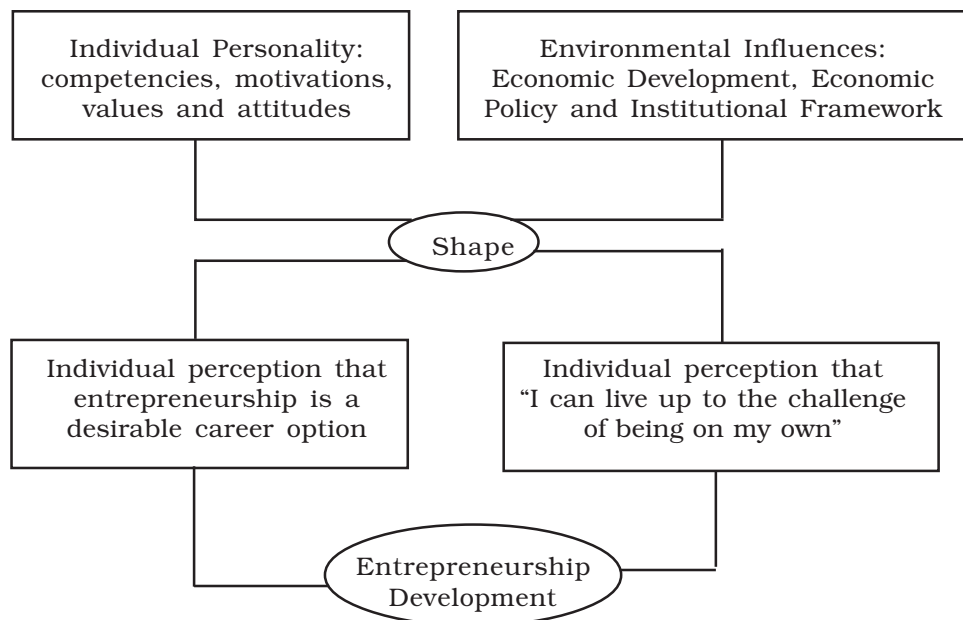 Individual Personality:
competencies, motivations,
values and attitudes
Environmental Influences:
Economic Development, Economic
Policy and Institutional Framework
Shape
Individual perception that
entrepreneurship is a
desirable career option
Individual perception that
“I can live up to the challenge
of being on my own”
Entrepreneurship
Development